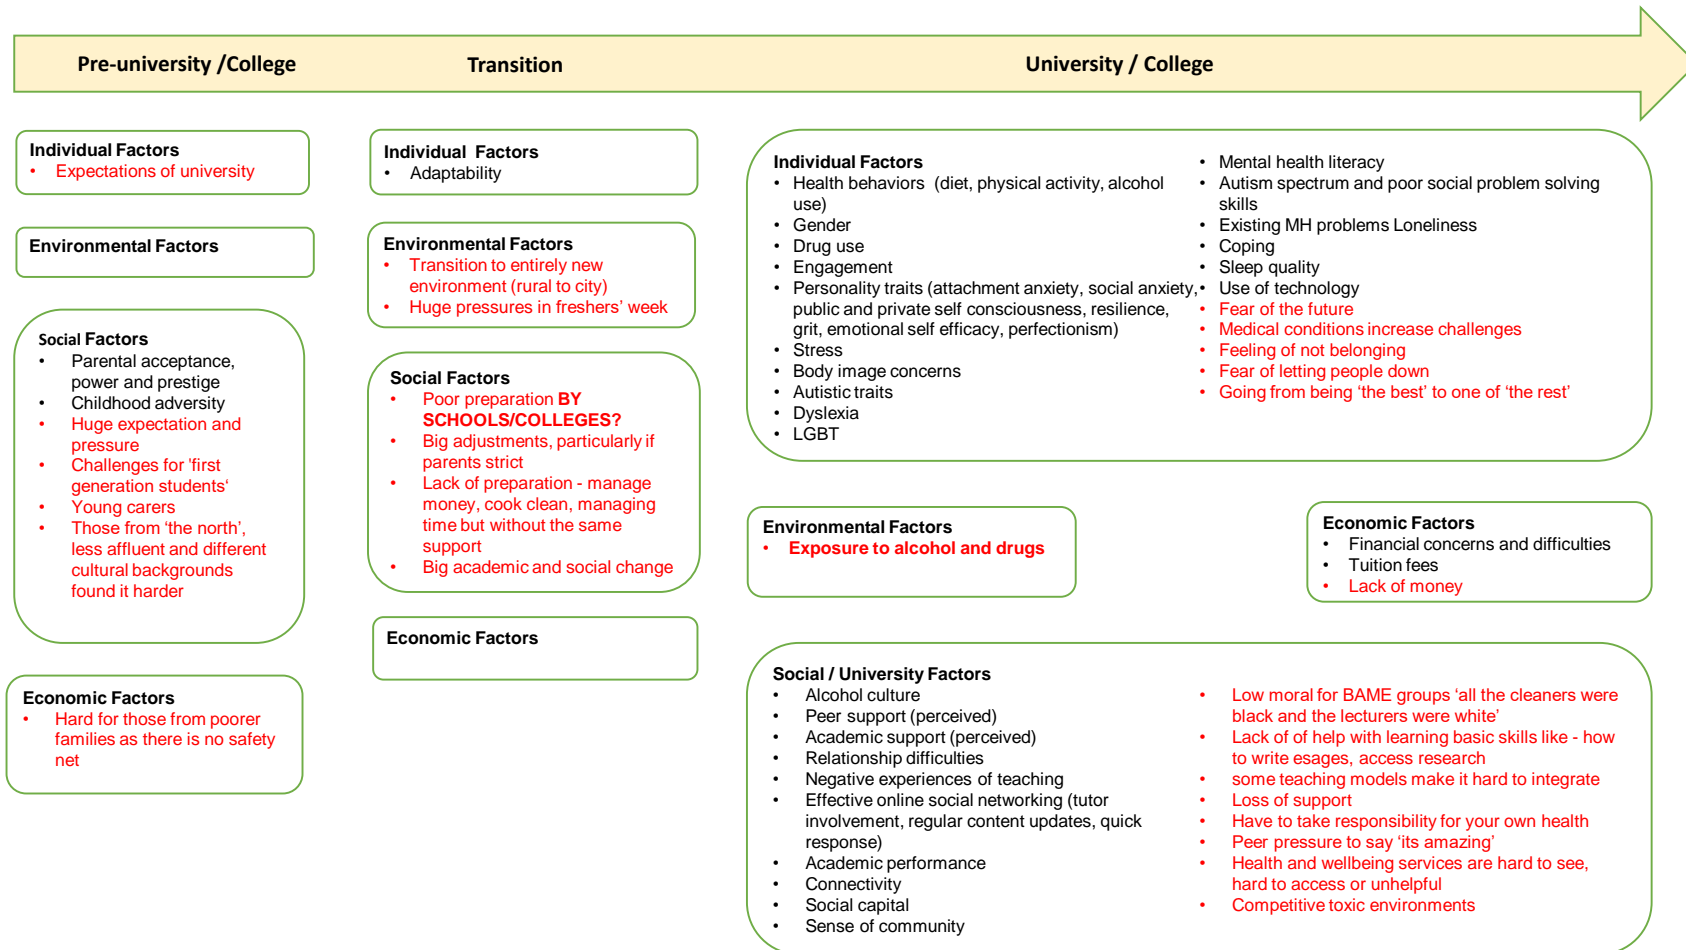 Pre-university /College
Transition
University / College
Individual Factors
• Expectations of university
Environmental Factors
Social Factors
• Parental acceptance,
power and prestige
• Childhood adversity
• Huge expectation and
pressure
• Challenges for 'first
generation students‘
• Young carers
• Those from ‘the north’,
less affluent and different
cultural backgrounds
found it harder
Economic Factors
• Hard for those from poorer
families as there is no safety
net
Individual Factors
• Adaptability
Environmental Factors
• Transition to entirely new
environment (rural to city)
• Huge pressures in freshers’ week
Social Factors
• Poor preparation BY
SCHOOLS/COLLEGES?
• Big adjustments, particularly if
parents strict
• Lack of preparation - manage
money, cook clean, managing
time but without the same
support
• Big academic and social change
Economic Factors
Individual Factors
• Health behaviors (diet, physical activity, alcohol
use)
• Gender
• Drug use
• Engagement
• Personality traits (attachment anxiety, social anxiety,
public and private self consciousness, resilience,
grit, emotional self efficacy, perfectionism)
• Stress
• Body image concerns
• Autistic traits
• Dyslexia
• LGBT
• Mental health literacy
• Autism spectrum and poor social problem solving
skills
• Existing MH problems Loneliness
• Coping
• Sleep quality
• Use of technology
• Fear of the future
• Medical conditions increase challenges
• Feeling of not belonging
• Fear of letting people down
• Going from being ‘the best’ to one of ‘the rest’
Environmental Factors
• Exposure to alcohol and drugs
Economic Factors
• Financial concerns and difficulties
• Tuition fees
• Lack of money
Social / University Factors
• Alcohol culture
• Peer support (perceived)
• Academic support (perceived)
• Relationship difficulties
• Negative experiences of teaching
• Effective online social networking (tutor
involvement, regular content updates, quick
response)
• Academic performance
• Connectivity
• Social capital
• Sense of community
• Low moral for BAME groups ‘all the cleaners were
black and the lecturers were white’
• Lack of of help with learning basic skills like - how
to write esages, access research
• some teaching models make it hard to integrate
• Loss of support
• Have to take responsibility for your own health
• Peer pressure to say ‘its amazing’
• Health and wellbeing services are hard to see,
hard to access or unhelpful
• Competitive toxic environments